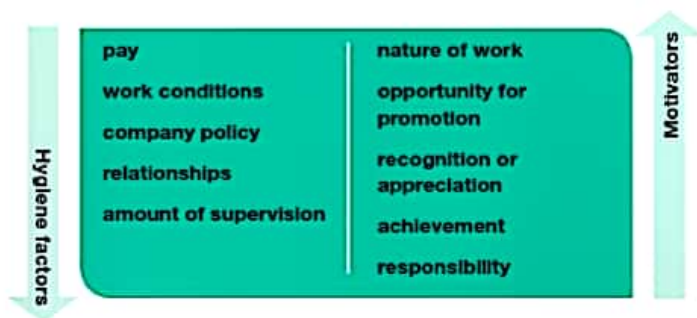 Hygiene factors
pay
work conditions
company policy
relationships
amount of supervision
nature of work
opportunity for
promotion
recognition or
appreciation
achievement
responsibility
Motivators